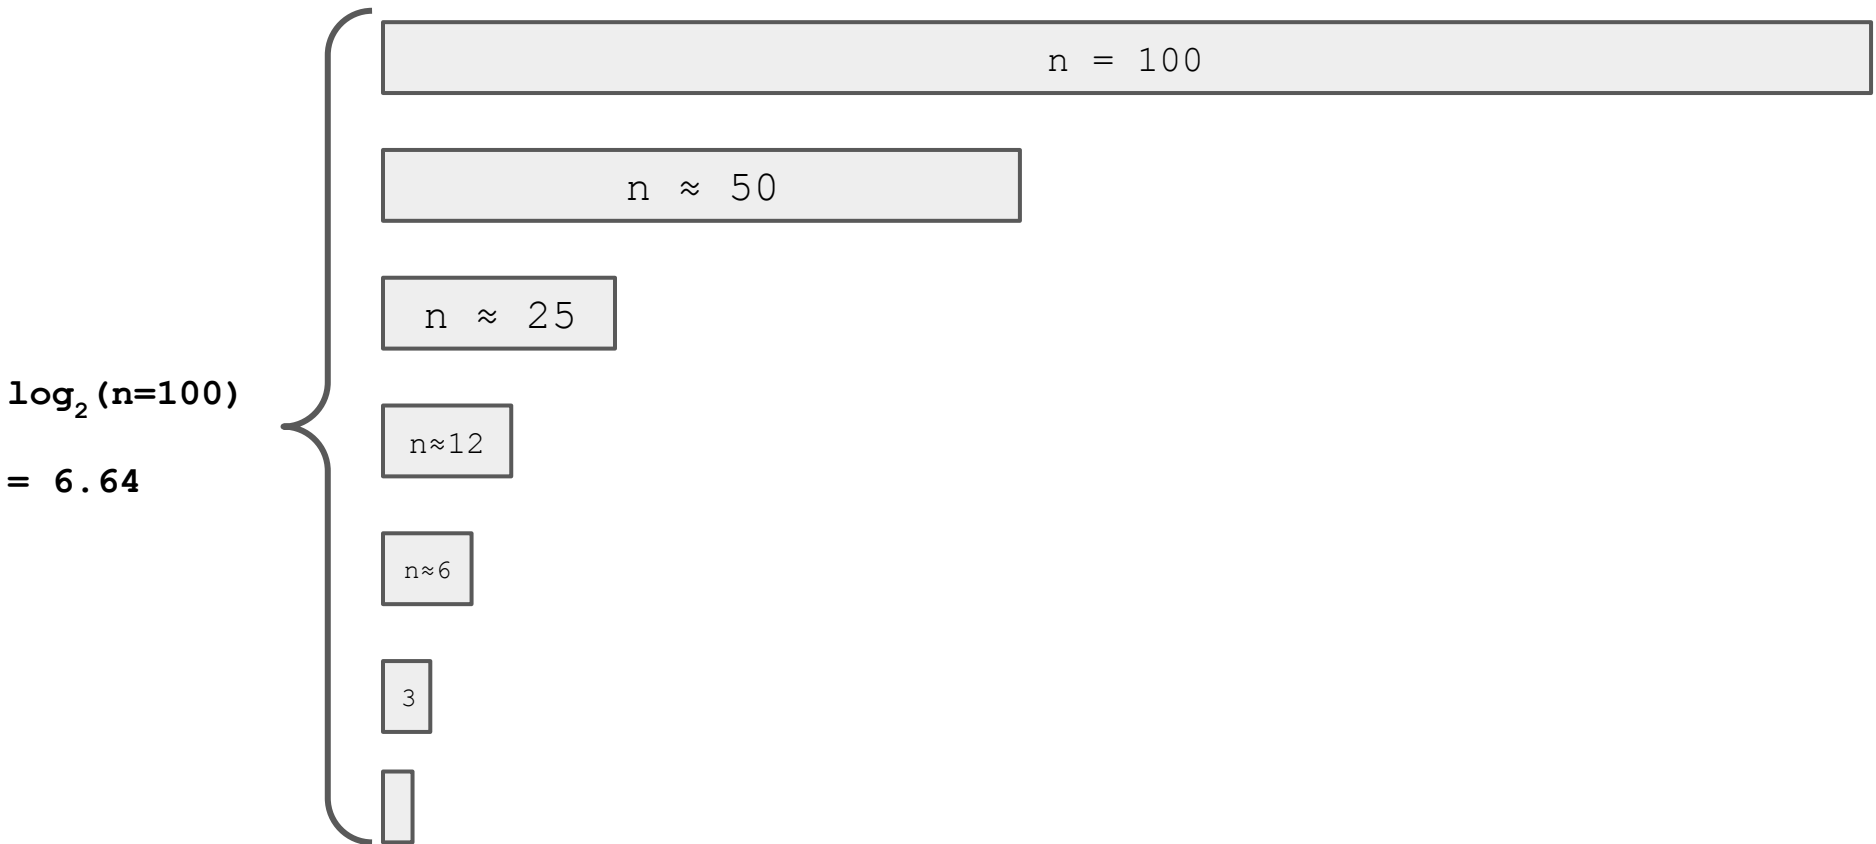 n = 100
n ≈ 50
n ≈ 25
log₂(n=100)
n≈12
= 6.64
n≈6
3